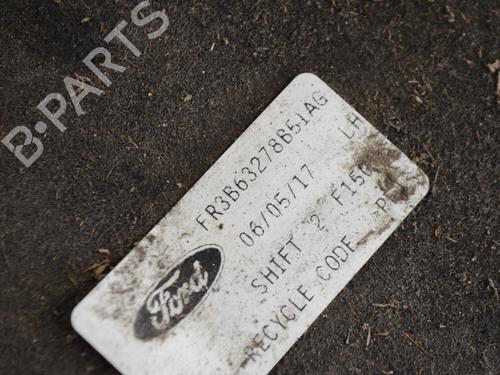 B-PARTS
FR3B63278B51AG
06/05/17 LH
SHIFT 2 F150
RECYCLE CODE
Ford